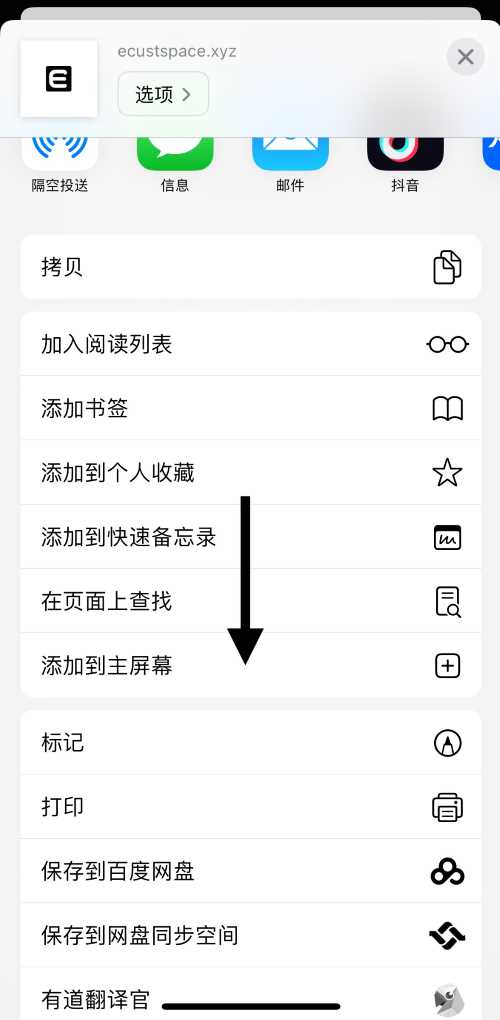 ecustspace.xyz
选项
隔空投送
信息
邮件
抖音
拷贝
加入阅读列表
添加书签
添加到个人收藏
添加到快速备忘录
在页面上查找
添加到主屏幕
标记
打印
保存到百度网盘
保存到网盘同步空间
有道翻译官